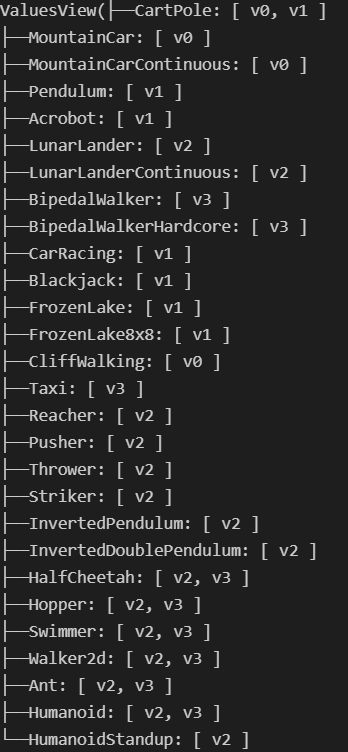 ValuesView(├──CartPole: [ v0, v1 ]
├──MountainCar: [ v0 ]
├──MountainCarContinuous: [ v0 ]
├──Pendulum: [ v1 ]
├──Acrobot: [ v1 ]
├──LunarLander: [ v2 ]
├──LunarLanderContinuous: [ v2 ]
├──BipedalWalker: [ v3 ]
├──BipedalWalkerHardcore: [ v3 ]
├──CarRacing: [ v1 ]
├──Blackjack: [ v1 ]
├──FrozenLake: [ v1 ]
├──FrozenLake8x8: [ v1 ]
├──CliffWalking: [ v0 ]
├──Taxi: [ v3 ]
├──Reacher: [ v2 ]
├──Pusher: [ v2 ]
├──Thrower: [ v2 ]
├──Striker: [ v2 ]
├──InvertedPendulum: [ v2 ]
├──InvertedDoublePendulum: [ v2 ]
├──HalfCheetah: [ v2, v3 ]
├──Hopper: [ v2, v3 ]
├──Swimmer: [ v2, v3 ]
├──Walker2d: [ v2, v3 ]
├──Ant: [ v2, v3 ]
├──Humanoid: [ v2, v3 ]
└──HumanoidStandup: [ v2 ]